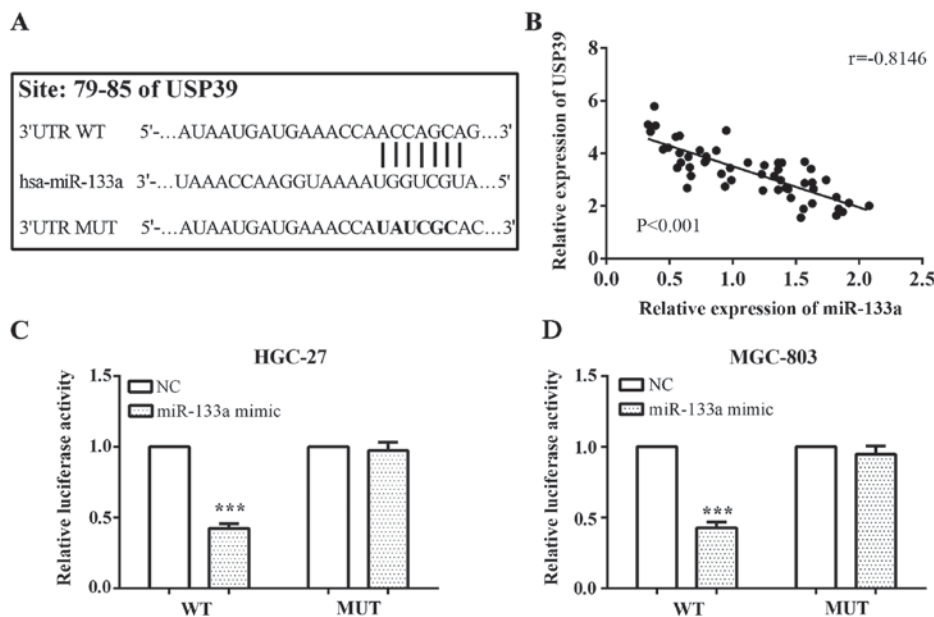 A
Site: 79-85 of USP39
3'UTR WT 5'-…AUAAUGAUGAAACCAACCAGCAG…3'
hsa-miR-133a 3'-…UAAACCAAGGUAAAAUGGUCGUA…5'
3'UTR MUT 5'-…AUAAUGAUGAAACCAUAUCGCAC…3'
B
Relative expression of USP39
8
6
4
2
0
r=-0.8146
P<0.001
0.0 0.5 1.0 1.5 2.0 2.5
Relative expression of miR-133a
C
HGC-27
Relative luciferase activity
1.5
1.0
0.5
0.0
NC
miR-133a mimic
***
WT MUT
D
MGC-803
Relative luciferase activity
1.5
1.0
0.5
0.0
NC
miR-133a mimic
***
WT MUT